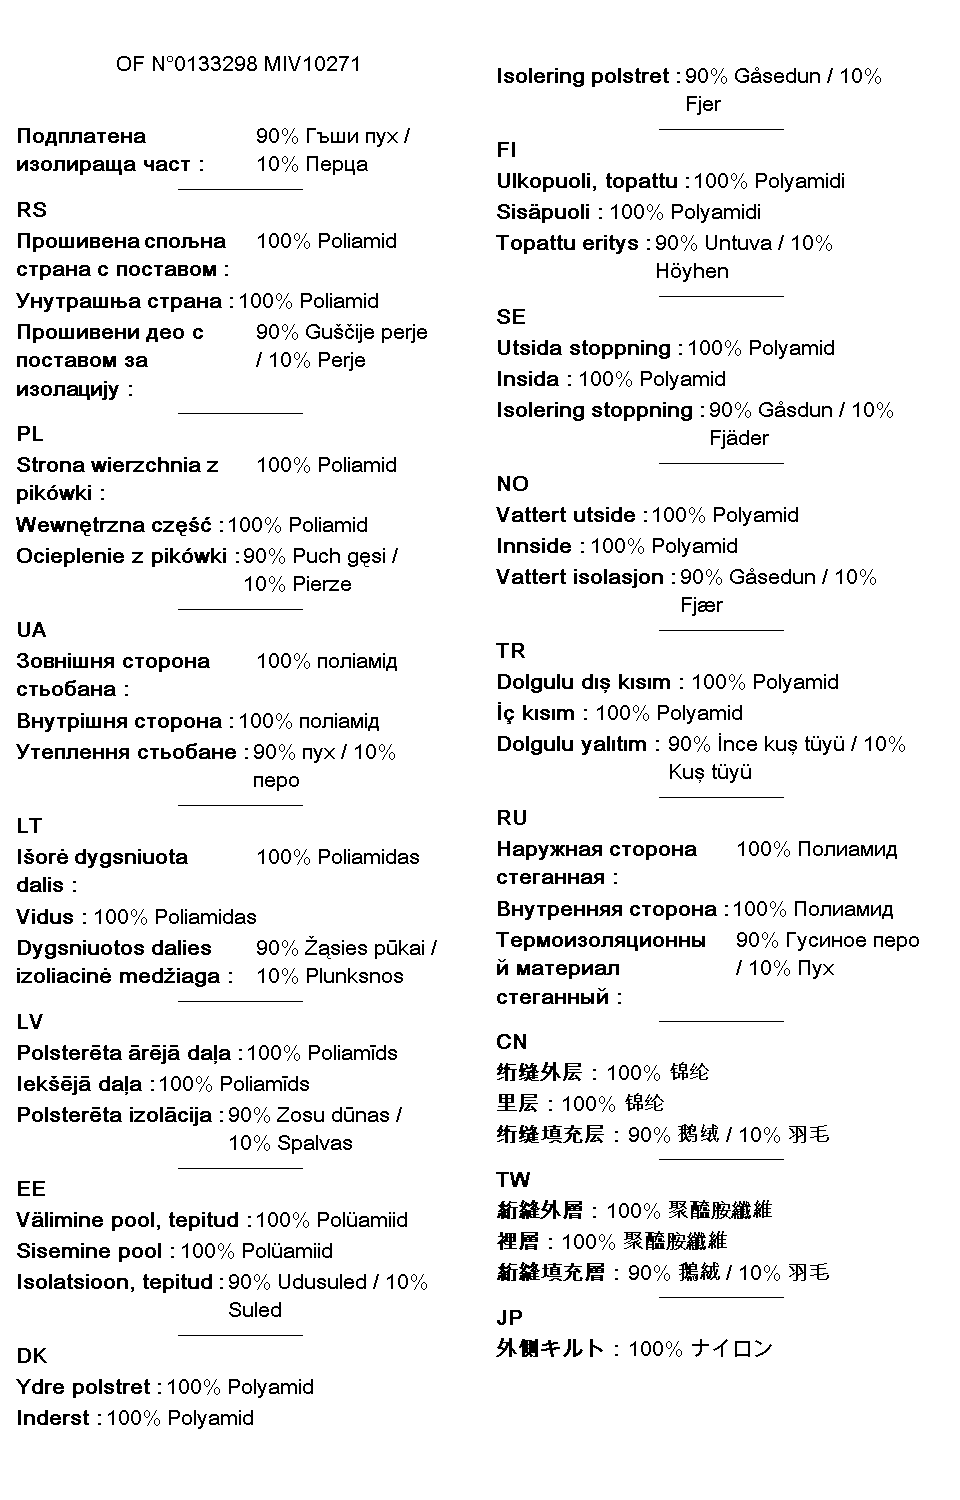 OF N°0133298 MIV10271
Подплатена 90% Гъши пух /
изолираща част : 10% Перца
RS
Прошивена спољна 100% Poliamid
страна с поставом :
Унутрашња страна : 100% Poliamid
Прошивени део с 90% Guščije perje
поставом за / 10% Perje
изолацију :
PL
Strona wierzchnia z 100% Poliamid
pikówki :
Wewnętrzna część : 100% Poliamid
Ocieplenie z pikówki : 90% Puch gęsi /
10% Pierze
UA
Зовнішня сторона 100% поліамід
стьобана :
Внутрішня сторона : 100% поліамід
Утеплення стьобане : 90% пух / 10%
перо
LT
Išorė dygsniuota 100% Poliamidas
dalis :
Vidus : 100% Poliamidas
Dygsniuotos dalies 90% Žąsies pūkai /
izoliacinė medžiaga : 10% Plunksnos
LV
Polsterēta ārējā daļa : 100% Poliamīds
Iekšējā daļa : 100% Poliamīds
Polsterēta izolācija : 90% Zosu dūnas /
10% Spalvas
EE
Välimine pool, tepitud : 100% Polüamiid
Sisemine pool : 100% Polüamiid
Isolatsioon, tepitud : 90% Udusuled / 10%
Suled
DK
Ydre polstret : 100% Polyamid
Inderst : 100% Polyamid
Isolering polstret : 90% Gåsedun / 10%
Fjer
FI
Ulkopuoli, topattu : 100% Polyamidi
Sisäpuoli : 100% Polyamidi
Topattu eritys : 90% Untuva / 10%
Höyhen
SE
Utsida stoppning : 100% Polyamid
Insida : 100% Polyamid
Isolering stoppning : 90% Gåsdun / 10%
Fjäder
NO
Vattert utside : 100% Polyamid
Innside : 100% Polyamid
Vattert isolasjon : 90% Gåsedun / 10%
Fjær
TR
Dolgulu dış kısım : 100% Polyamid
İç kısım : 100% Polyamid
Dolgulu yalıtım : 90% İnce kuş tüyü / 10%
Kuş tüyü
RU
Наружная сторона 100% Полиамид
стеганная :
Внутренняя сторона : 100% Полиамид
Термоизоляционны 90% Гусиное перо
й материал / 10% Пух
стеганный :
CN
绗缝外层 : 100% 锦纶
里层 : 100% 锦纶
绗缝填充层 : 90% 鹅绒 / 10% 羽毛
TW
絎縫外層 : 100% 聚醯胺纖維
裡層 : 100% 聚醯胺纖維
絎縫填充層 : 90% 鵝絨 / 10% 羽毛
JP
外側キルト : 100% ナイロン